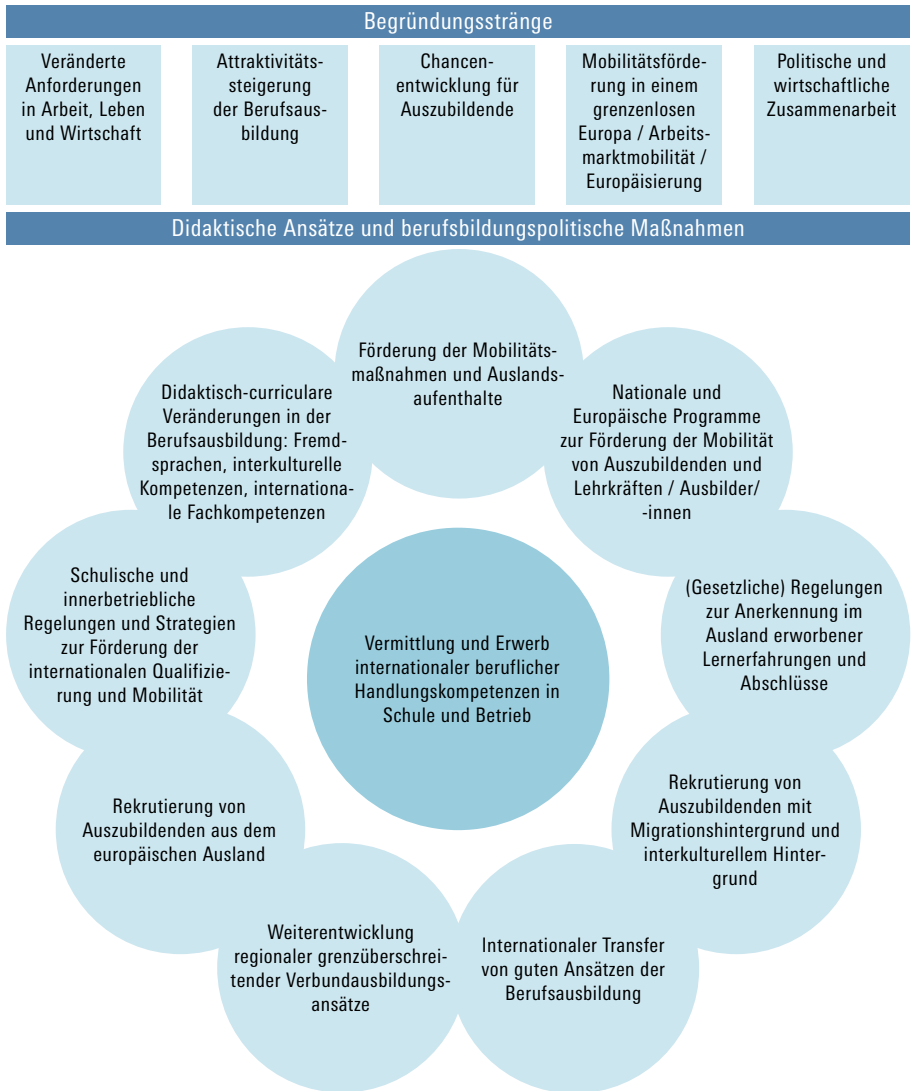 Begründungsstränge
Veränderte
Anforderungen
in Arbeit, Leben
und Wirtschaft
Attraktivitäts-
steigerung
der Berufsaus-
bildung
Chancen-
entwicklung für
Auszubildende
Mobilitätsförde-
rung in einem
grenzenlosen
Europa / Arbeits-
marktmobilität /
Europäisierung
Politische und
wirtschaftliche
Zusammenarbeit
Didaktische Ansätze und berufsbildungspolitische Maßnahmen
Förderung der Mobilitäts-
maßnahmen und Auslands-
aufenthalte
Nationale und
Europäische Programme
zur Förderung der Mobilität
von Auszubildenden und
Lehrkräften / Ausbilder/
-innen
(Gesetzliche) Regelungen
zur Anerkennung im
Ausland erworbener
Lernerfahrungen und
Abschlüsse
Rekrutierung von
Auszubildenden mit
Migrationshintergrund und
interkulturellem Hinter-
grund
Internationaler Transfer
von guten Ansätzen der
Berufsausbildung
Weiterentwicklung
regionaler grenzüberschrei-
tender Verbundausbildungs-
ansätze
Rekrutierung von
Auszubildenden aus dem
europäischen Ausland
Schulische und
innerbetriebliche
Regelungen und Strategien
zur Förderung der
internationalen Qualifizie-
rung und Mobilität
Didaktisch-curriculare
Veränderungen in der
Berufsausbildung: Fremd-
sprachen, interkulturelle
Kompetenzen, internationa-
le Fachkompetenzen
Vermittlung und Erwerb
internationaler beruflicher
Handlungskompetenzen in
Schule und Betrieb